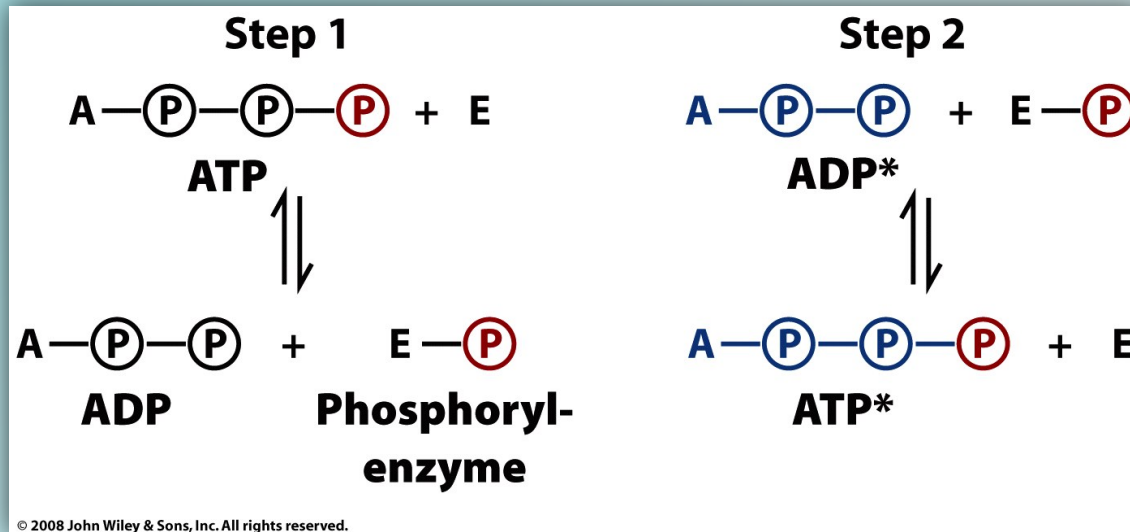 Step 1
A—P—P—P + E
ATP
A—P—P + E—P
ADP
Phosphoryl-
enzyme
Step 2
A—P—P + E—P
ADP*
A—P—P—P + E
ATP*
© 2008 John Wiley & Sons, Inc. All rights reserved.